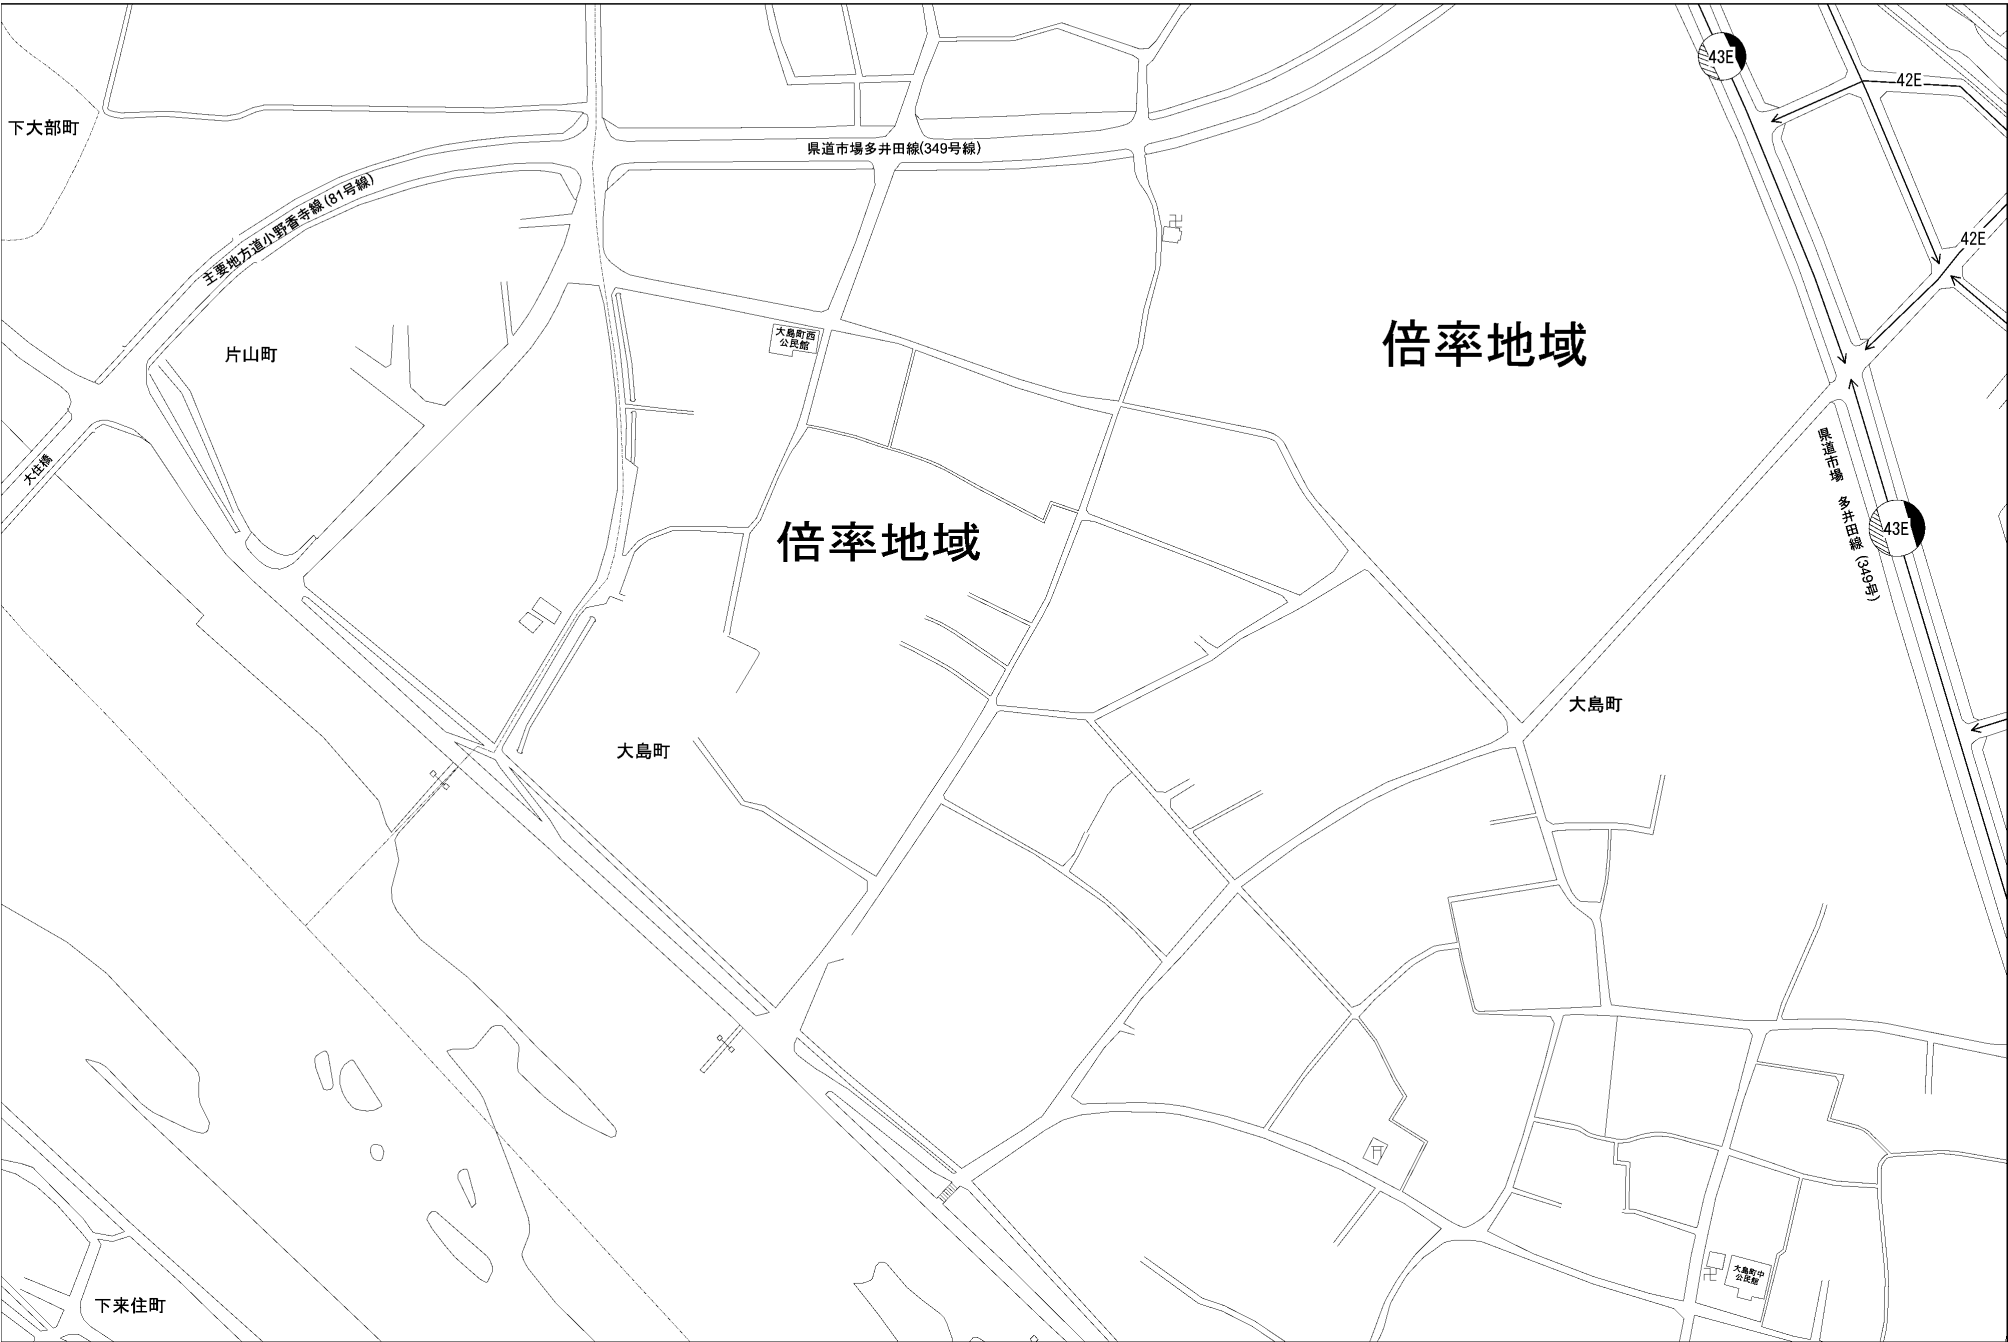 43E
42E
下大部町
県道市場多井田線(349号線)
主要地方道小野香寺線(81号線)
42E
大島町西
公民館
倍率地域
片山町
県道市場 多井田線(349号)
大住橋
43E
倍率地域
大島町
大島町
大島町中
公民館
下来住町